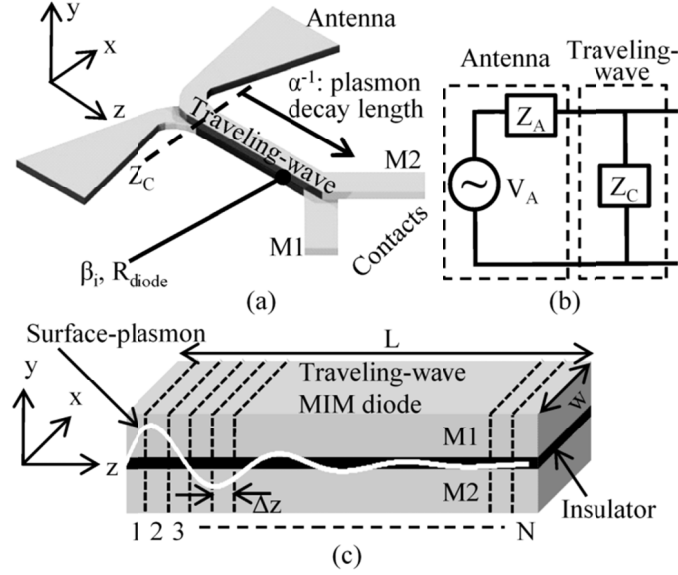 y
x
z
Antenna
α⁻¹: plasmon
decay length
Traveling-wave
Z_C
M2
M1
Contacts
β_i, R_diode
(a)
Antenna
Traveling-
wave
Z_A
V_A
Z_C
(b)
Surface-plasmon
L
y
x
z
Traveling-wave
MIM diode
w
M1
M2
Δz
Insulator
1 2 3
N
(c)